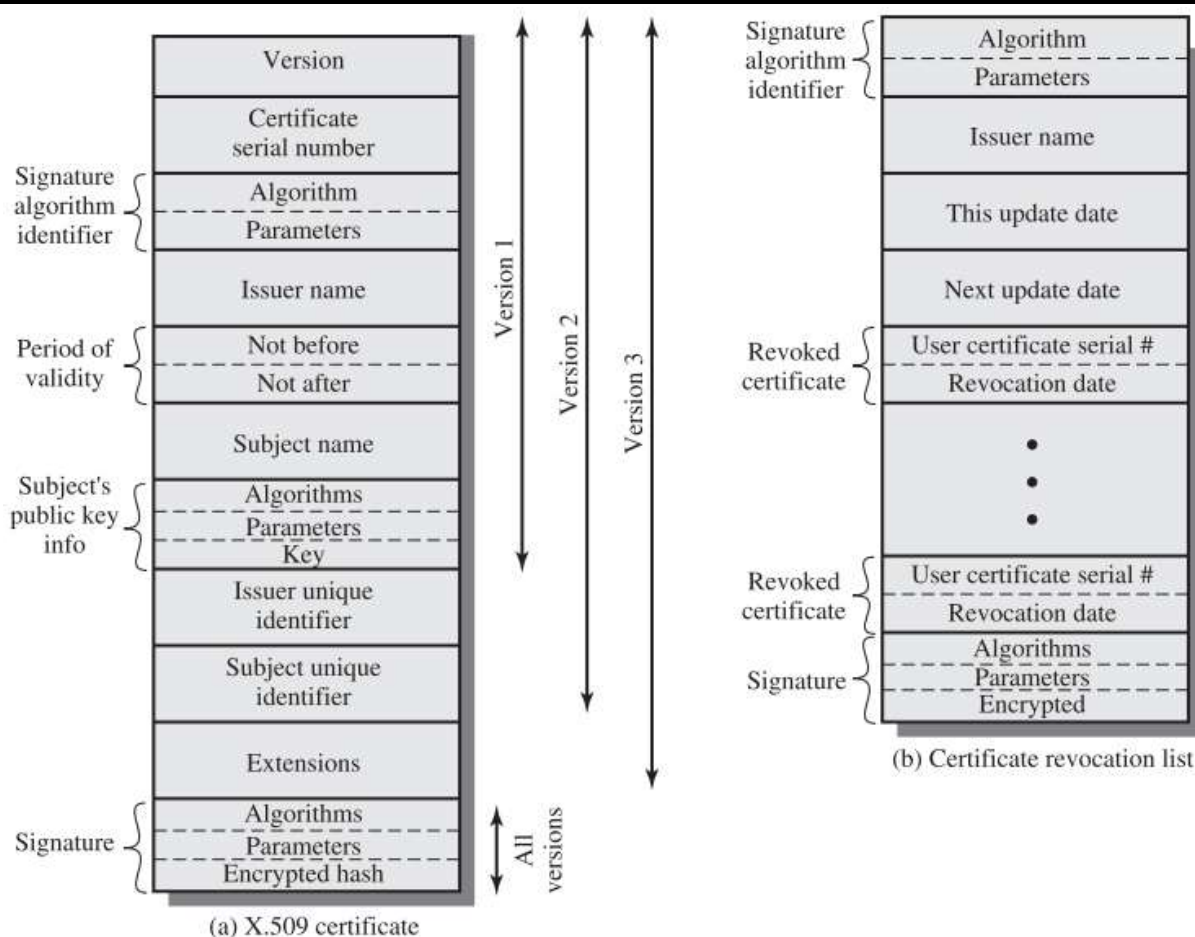 Version
Certificate
serial number
Signature
algorithm
identifier
Algorithm
Parameters
Issuer name
Period of
validity
Not before
Not after
Subject name
Subject's
public key
info
Algorithms
Parameters
Key
Issuer unique
identifier
Subject unique
identifier
Extensions
Signature
Algorithms
Parameters
Encrypted hash
Version 1
Version 2
Version 3
All
versions
(a) X.509 certificate
Signature
algorithm
identifier
Algorithm
Parameters
Issuer name
This update date
Next update date
Revoked
certificate
User certificate serial #
Revocation date
Revoked
certificate
User certificate serial #
Revocation date
Signature
Algorithms
Parameters
Encrypted
(b) Certificate revocation list